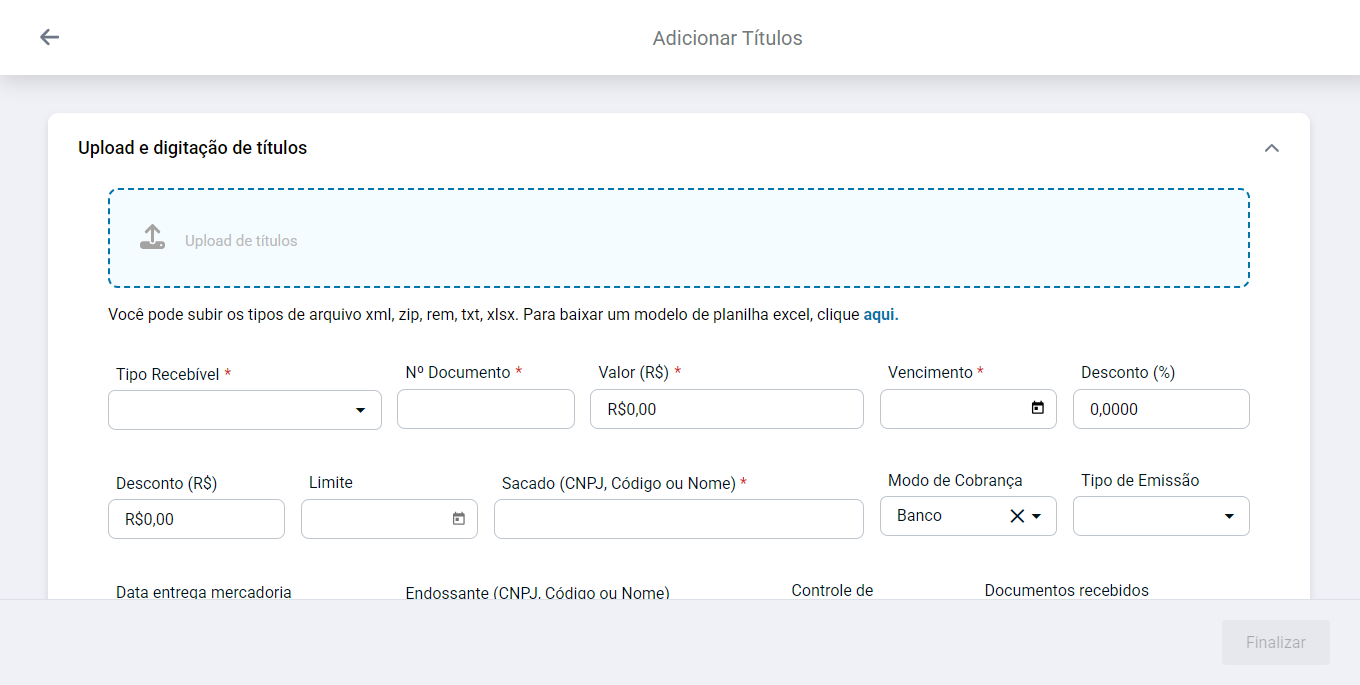 Adicionar Títulos
Upload e digitação de títulos
Upload de títulos
Você pode subir os tipos de arquivo xml, zip, rem, txt, xlsx. Para baixar um modelo de planilha excel, clique aqui.
Tipo Recebível * Nº Documento * Valor (R$) * Vencimento * Desconto (%)
R$0,00 0,0000
Desconto (R$) Limite Sacado (CNPJ, Código ou Nome) * Modo de Cobrança Tipo de Emissão
R$0,00 Banco
Data entrega mercadoria Endossante (CNPJ, Código ou Nome) Controle de Documentos recebidos
Finalizar